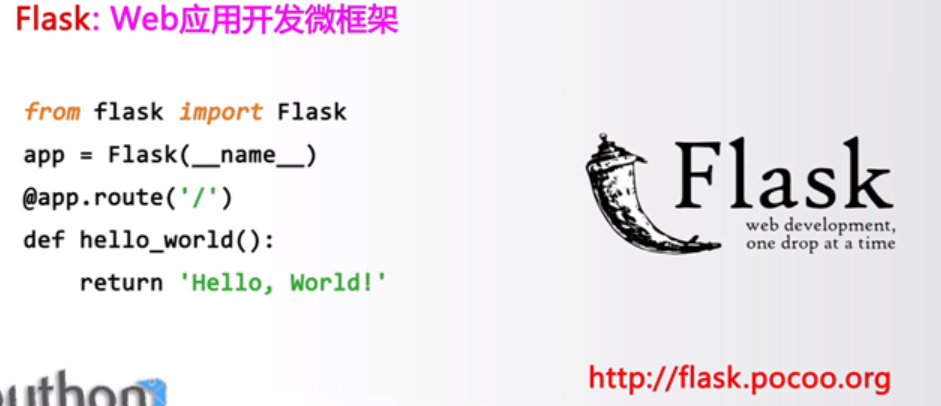 Flask: Web应用开发微框架
from flask import Flask
app = Flask(__name__)
@app.route('/')
def hello_world():
    return 'Hello, World!'
Flask
web development,
one drop at a time
http://flask.pocoo.org